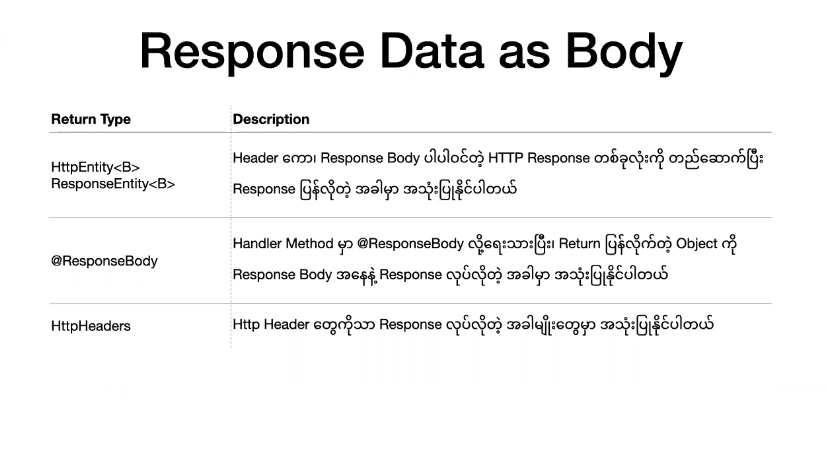 Response Data as Body
Return Type
Description
HttpEntity<B>
ResponseEntity<B>
Header ကော၊ Response Body ပါပါဝင်တဲ့ HTTP Response တစ်ခုလုံးကို တည်ဆောက်ပြီး
Response ပြန်လိုတဲ့ အခါမှာ အသုံးပြုနိုင်ပါတယ်
@ResponseBody
Handler Method မှာ @ResponseBody လို့ရေးသားပြီး၊ Return ပြန်လိုက်တဲ့ Object ကို
Response Body အနေနဲ့ Response လုပ်လိုတဲ့ အခါမှာ အသုံးပြုနိုင်ပါတယ်
HttpHeaders
Http Header တွေကိုသာ Response လုပ်လိုတဲ့ အခါမျိုးတွေမှာ အသုံးပြုနိုင်ပါတယ်